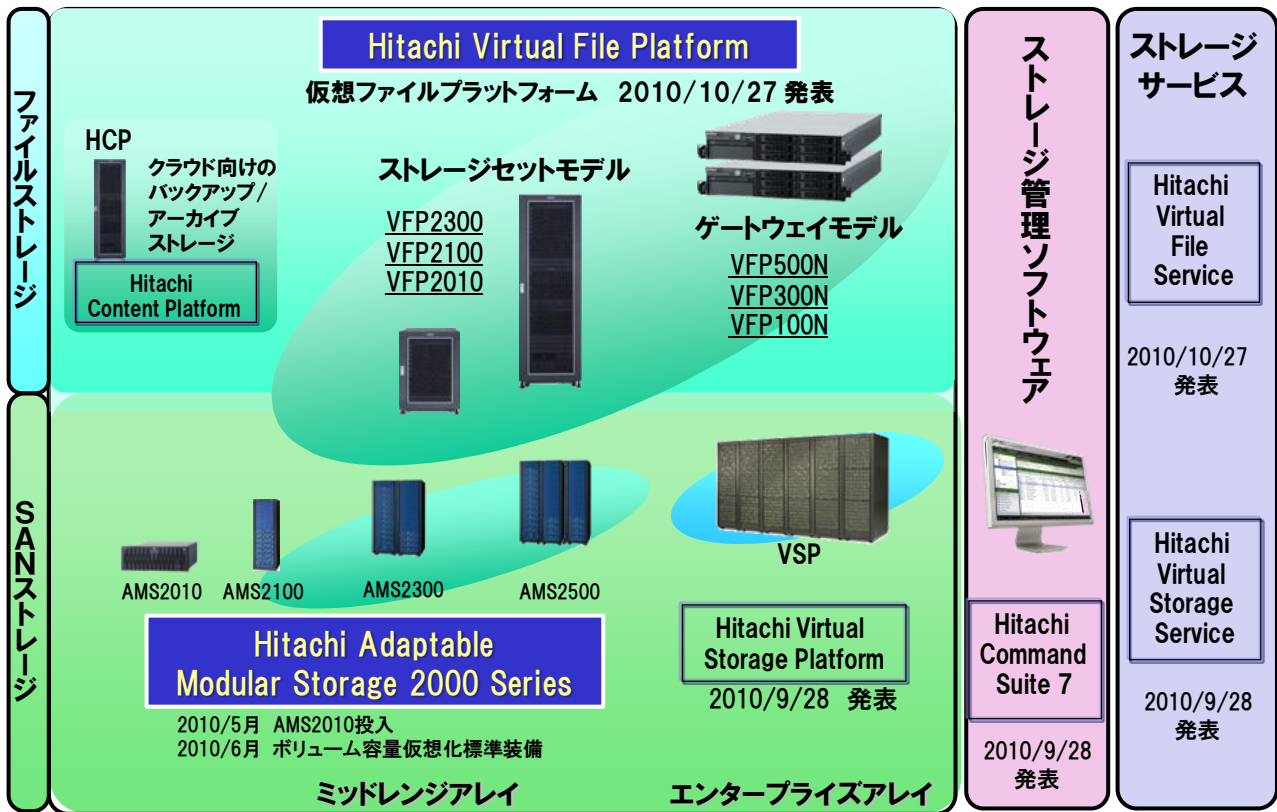 ファイルストレージ
Hitachi Virtual File Platform
仮想ファイルプラットフォーム 2010/10/27 発表
HCP
クラウド向けの
バックアップ/
アーカイブ
ストレージ
Hitachi
Content Platform
ストレージセットモデル
VFP2300
VFP2100
VFP2010
ゲートウェイモデル
VFP500N
VFP300N
VFP100N
SANストレージ
AMS2010
AMS2100
AMS2300
AMS2500
VSP
Hitachi Adaptable
Modular Storage 2000 Series
2010/5月 AMS2010投入
2010/6月 ボリューム容量仮想化標準装備
Hitachi Virtual
Storage Platform
2010/9/28 発表
ミッドレンジアレイ
エンタープライズアレイ
ストレージ管理ソフトウェア
Hitachi
Command
Suite 7
2010/9/28
発表
ストレージ
サービス
Hitachi
Virtual
File
Service
2010/10/27
発表
Hitachi
Virtual
Storage
Service
2010/9/28
発表